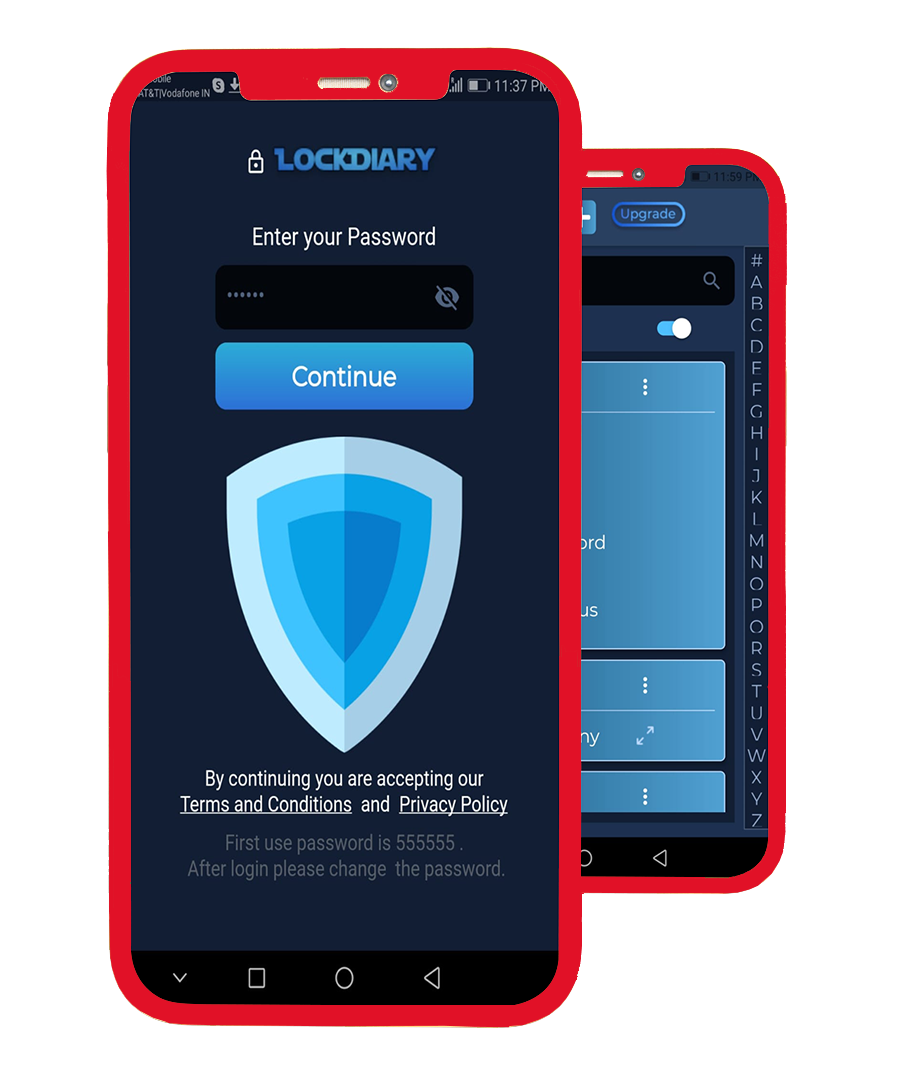 AT&T|Vodafone IN
11:37 PM
LOCKDIARY
Enter your Password
Continue
By continuing you are accepting our
Terms and Conditions and Privacy Policy
First use password is 555555 .
After login please change the password.
11:59 PM
Upgrade
#
A
B
C
D
E
F
G
H
I
J
K
L
M
N
O
P
Q
R
S
T
U
V
W
X
Y
Z
ord
us
ny